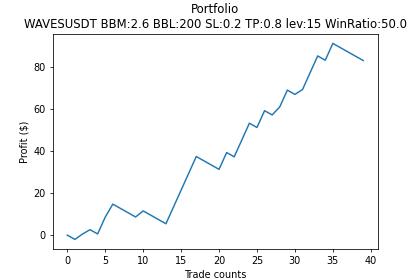 Portfolio
WAVESUSDT BBM:2.6 BBL:200 SL:0.2 TP:0.8 lev:15 WinRatio:50.0
Profit ($)
80
60
40
20
0
0 5 10 15 20 25 30 35 40
Trade counts